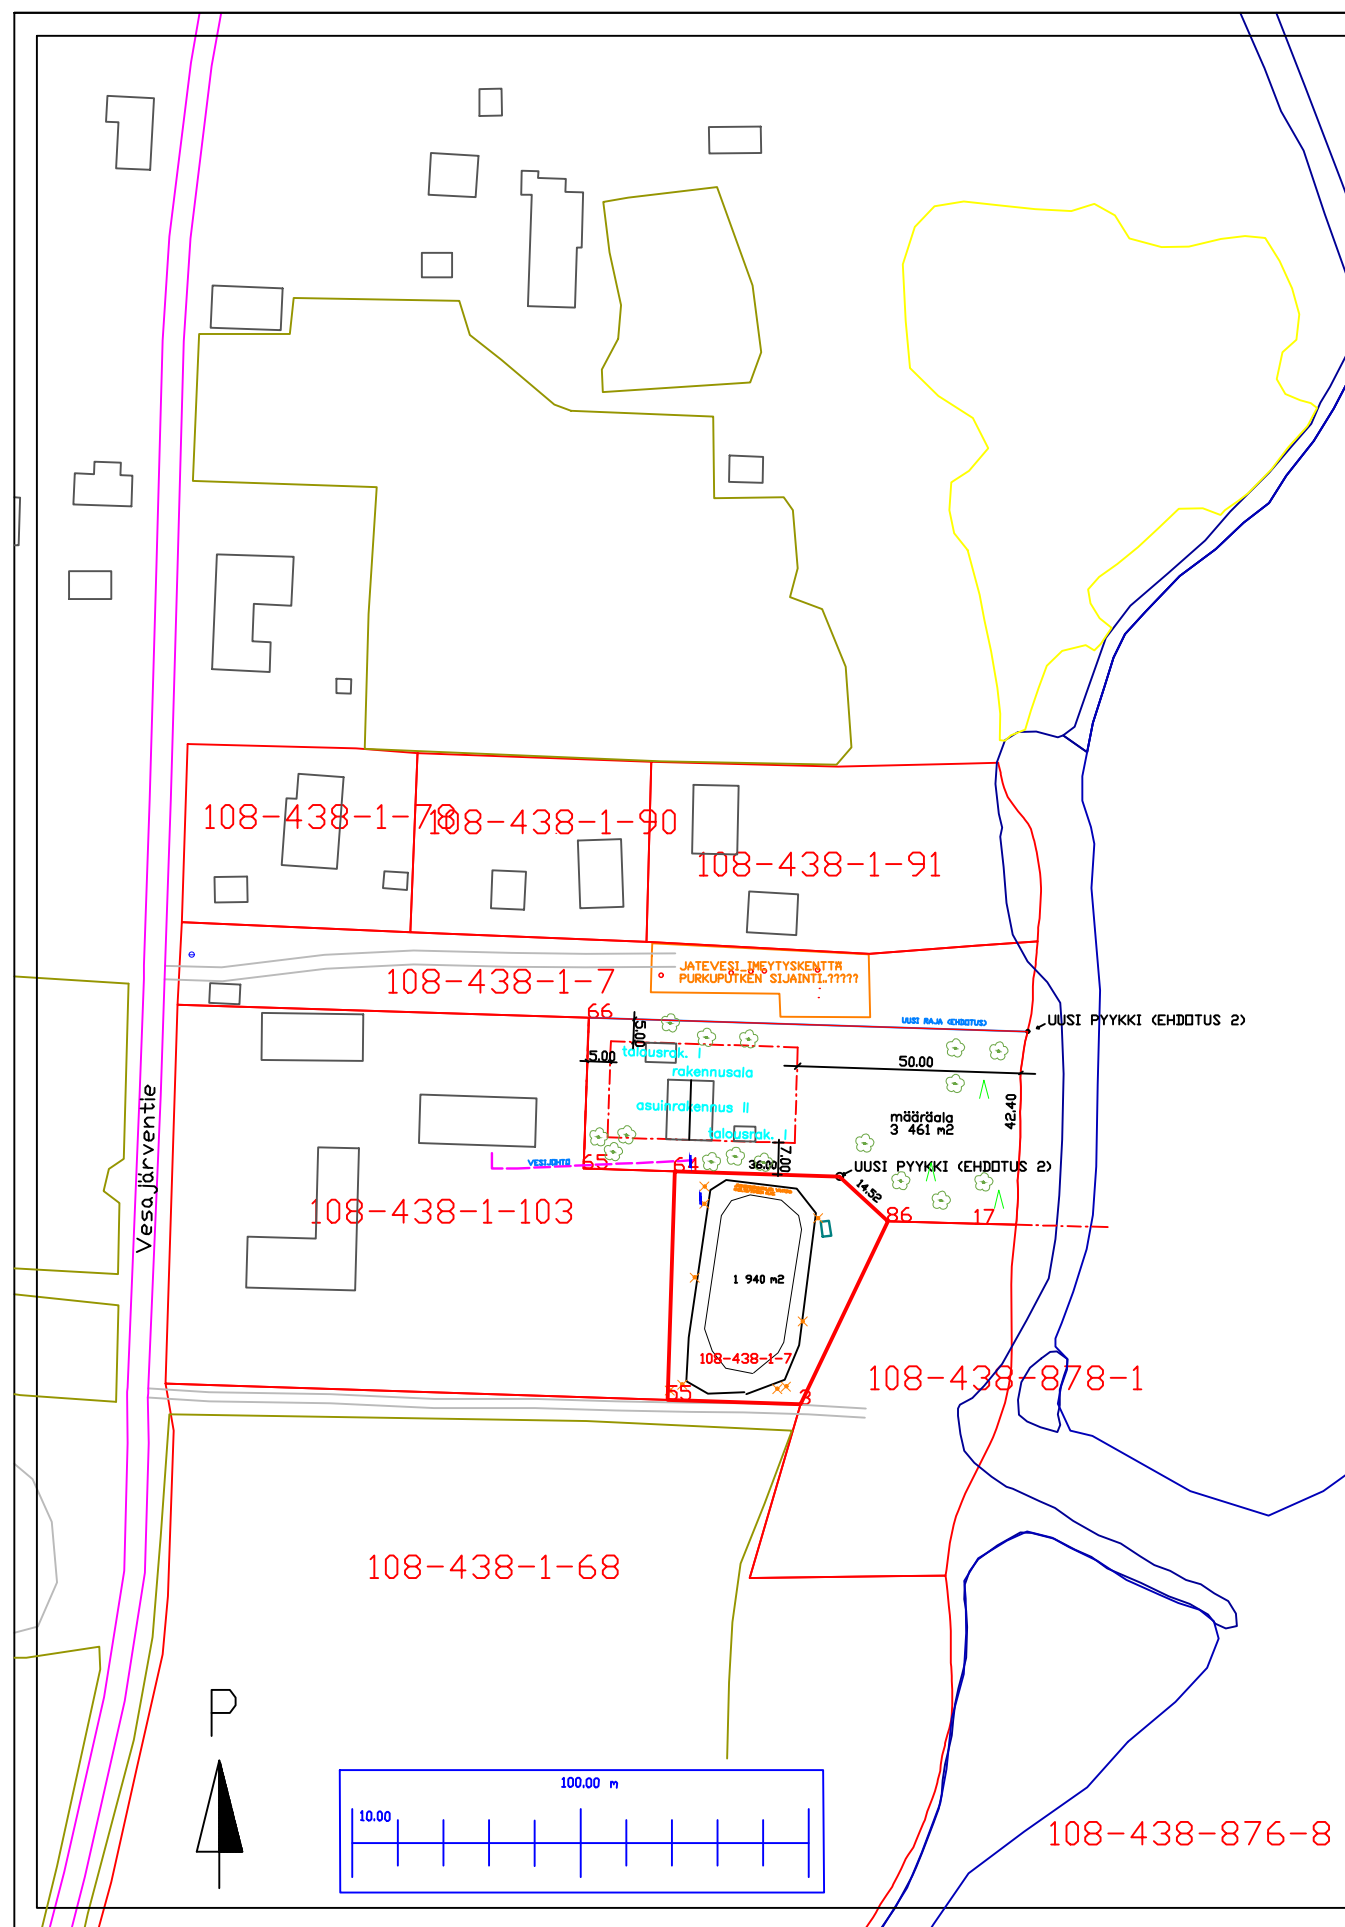 108-438-1-78
108-438-1-90
108-438-1-91
JATEVESI IMEYTYSKENTTÄ
PURKUPUTKEN SIJAINTI..?????
108-438-1-7
66
5.00
UUSI RAJA (EHDOTUS)
UUSI PYYKKI (EHDOTUS 2)
talousrak. I
5.00
rakennusala
50.00
asuinrakennus II
määräala
3 461 m2
42.40
talousrak. I
7.00
VESIJOHTO
65
64
36.00
UUSI PYYKKI (EHDOTUS 2)
14.52
Vesajärventie
108-438-1-103
86
17
1 940 m2
108-438-1-7
108-438-878-1
55
3
108-438-1-68
P
100.00 m
10.00
108-438-876-8